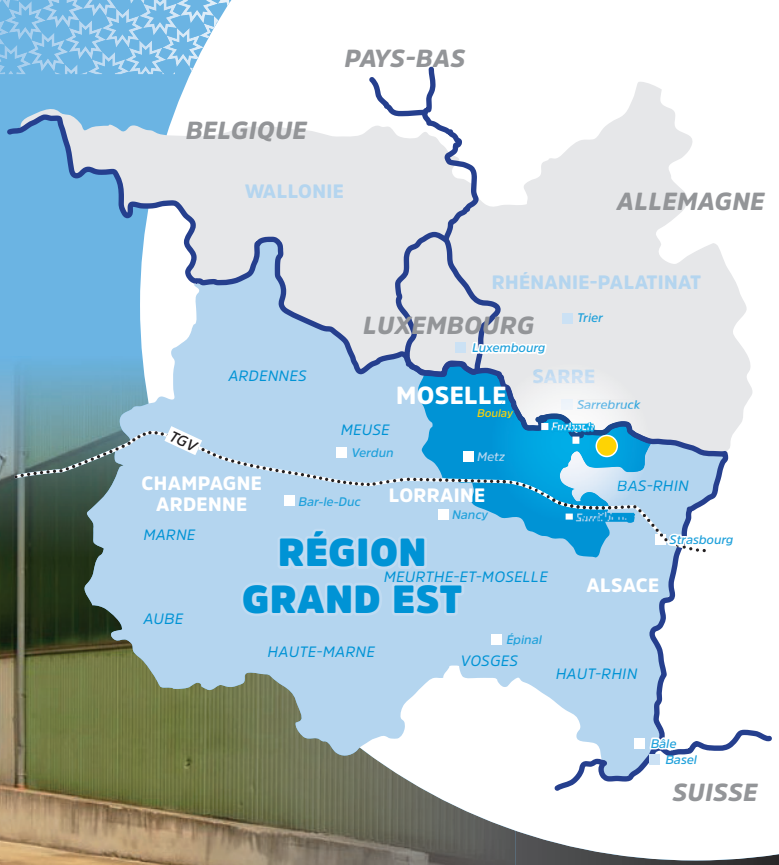 PAYS-BAS
BELGIQUE
WALLONIE
ALLEMAGNE
RHÉNANIE-PALATINAT
Trier
LUXEMBOURG
Luxembourg
ARDENNES
SARRE
MOSELLE
Sarrebruck
Boulay
Forbach
MEUSE
TGV
Verdun
Metz
CHAMPAGNE
ARDENNE
LORRAINE
BAS-RHIN
Bar-le-Duc
Nancy
MARNE
Strasbourg
RÉGION
GRAND EST
MEURTHE-ET-MOSELLE
ALSACE
AUBE
Épinal
HAUTE-MARNE
VOSGES
HAUT-RHIN
Bâle
Basel
SUISSE